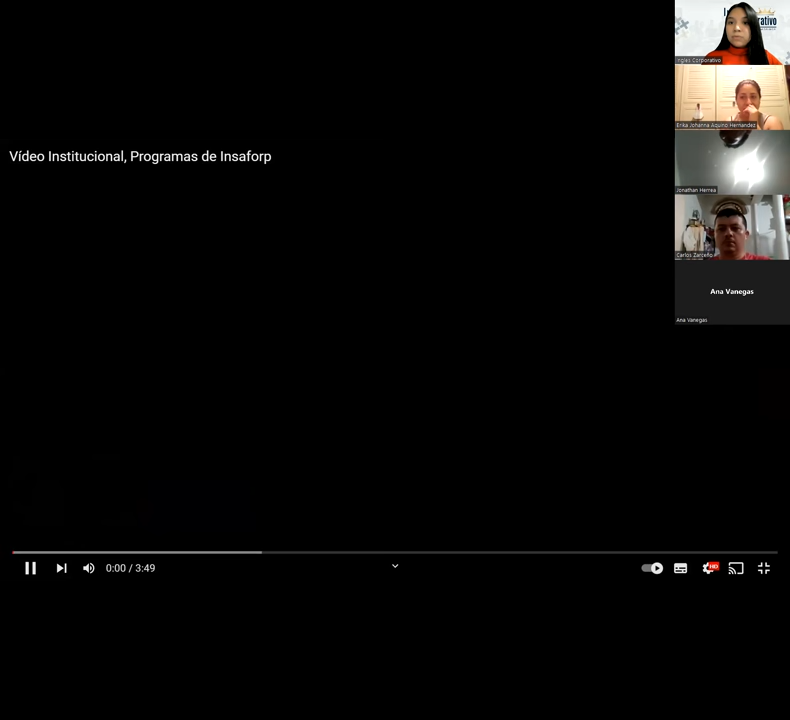 Inglés Corporativo
Erika Johanna Aquino Hernandez
Vídeo Institucional, Programas de Insaforp
Jonathan Herrea
Carlos Zarceño
Ana Vanegas
Ana Vanegas
0:00 / 3:49
HD